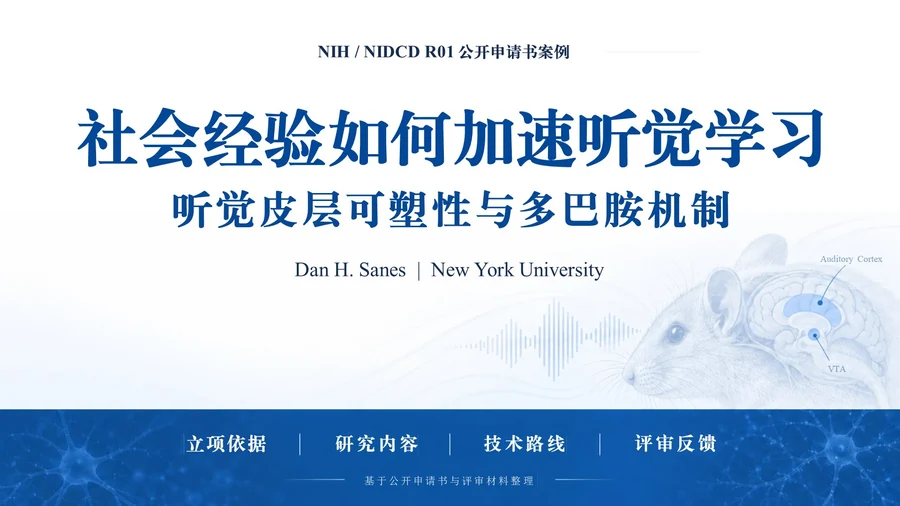 NIH / NIDCD R01 公开申请书案例
社会经验如何加速听觉学习
听觉皮层可塑性与多巴胺机制
Dan H. Sanes | New York University
Auditory Cortex
VTA
立项依据 | 研究内容 | 技术路线 | 评审反馈
基于公开申请书与评审材料整理